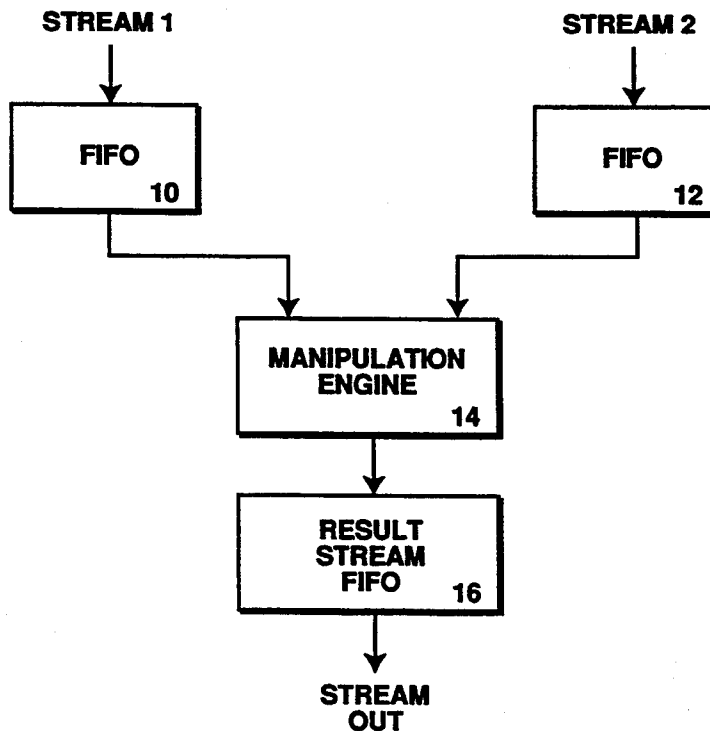 STREAM 1
STREAM 2
FIFO
10
FIFO
12
MANIPULATION
ENGINE
14
RESULT
STREAM
FIFO
16
STREAM
OUT